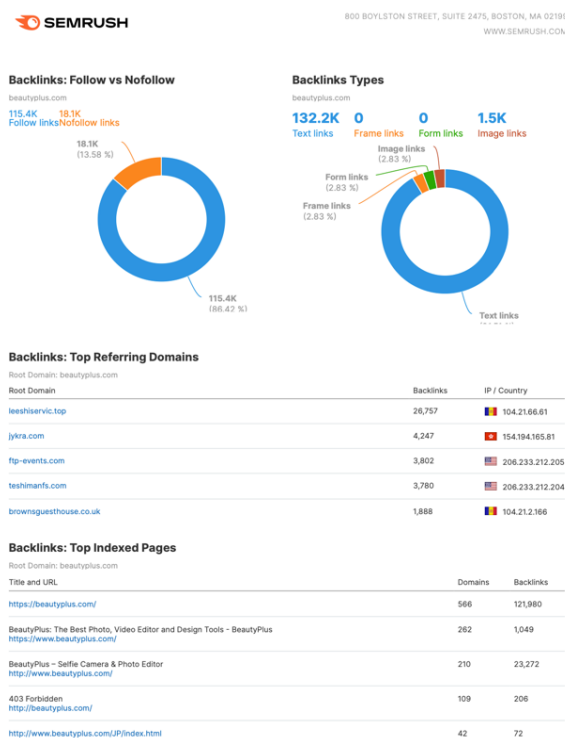 SEMRUSH
800 BOYLSTON STREET, SUITE 2475, BOSTON, MA 02199
WWW.SEMRUSH.COM
Backlinks: Follow vs Nofollow
beautyplus.com
115.4K 18.1K
Follow links Nofollow links
18.1K
(13.58 %)
115.4K
(86.42 %)
Backlinks Types
beautyplus.com
132.2K 0 0 1.5K
Text links Frame links Form links Image links
Image links
(2.83 %)
Form links
(2.83 %)
Frame links
(2.83 %)
Text links
Backlinks: Top Referring Domains
Root Domain: beautyplus.com
Root Domain Backlinks IP / Country
leeshiservic.top 26,757 104.21.66.61
jykra.com 4,247 154.194.165.81
ftp-events.com 3,802 206.233.212.205
teshimanfs.com 3,780 206.233.212.204
brownsguesthouse.co.uk 1,888 104.21.2.166
Backlinks: Top Indexed Pages
Root Domain: beautyplus.com
Title and URL Domains Backlinks
https://beautyplus.com/ 566 121,980
BeautyPlus: The Best Photo, Video Editor and Design Tools - BeautyPlus 262 1,049
https://www.beautyplus.com/
BeautyPlus – Selfie Camera & Photo Editor 210 23,272
http://www.beautyplus.com/
403 Forbidden 109 206
http://beautyplus.com/
http://www.beautyplus.com/JP/index.html 42 72